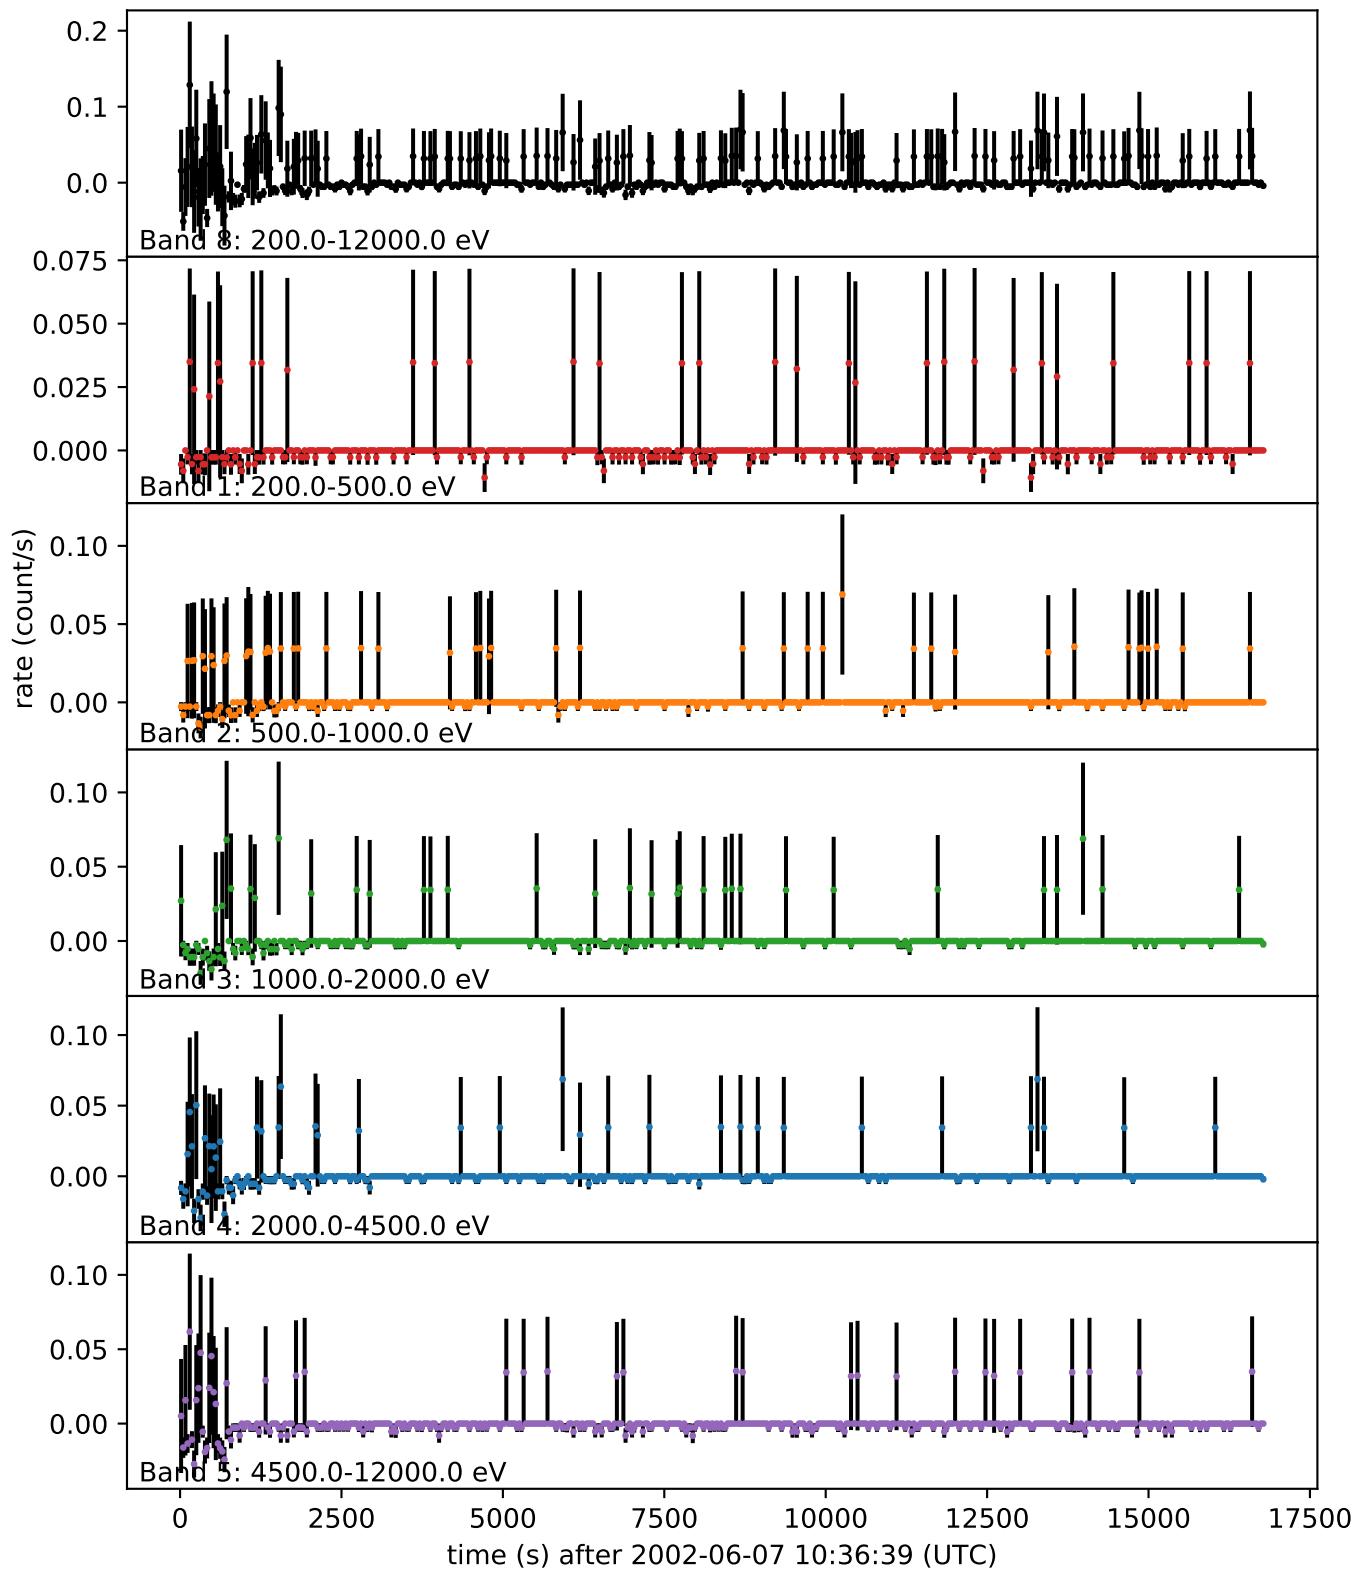 0.2
0.1
0.0
Band 8: 200.0-12000.0 eV
0.075
0.050
0.025
0.000
Band 1: 200.0-500.0 eV
0.10
0.05
0.00
Band 2: 500.0-1000.0 eV
rate (count/s)
0.10
0.05
0.00
Band 3: 1000.0-2000.0 eV
0.10
0.05
0.00
Band 4: 2000.0-4500.0 eV
0.10
0.05
0.00
Band 5: 4500.0-12000.0 eV
0 2500 5000 7500 10000 12500 15000 17500
time (s) after 2002-06-07 10:36:39 (UTC)